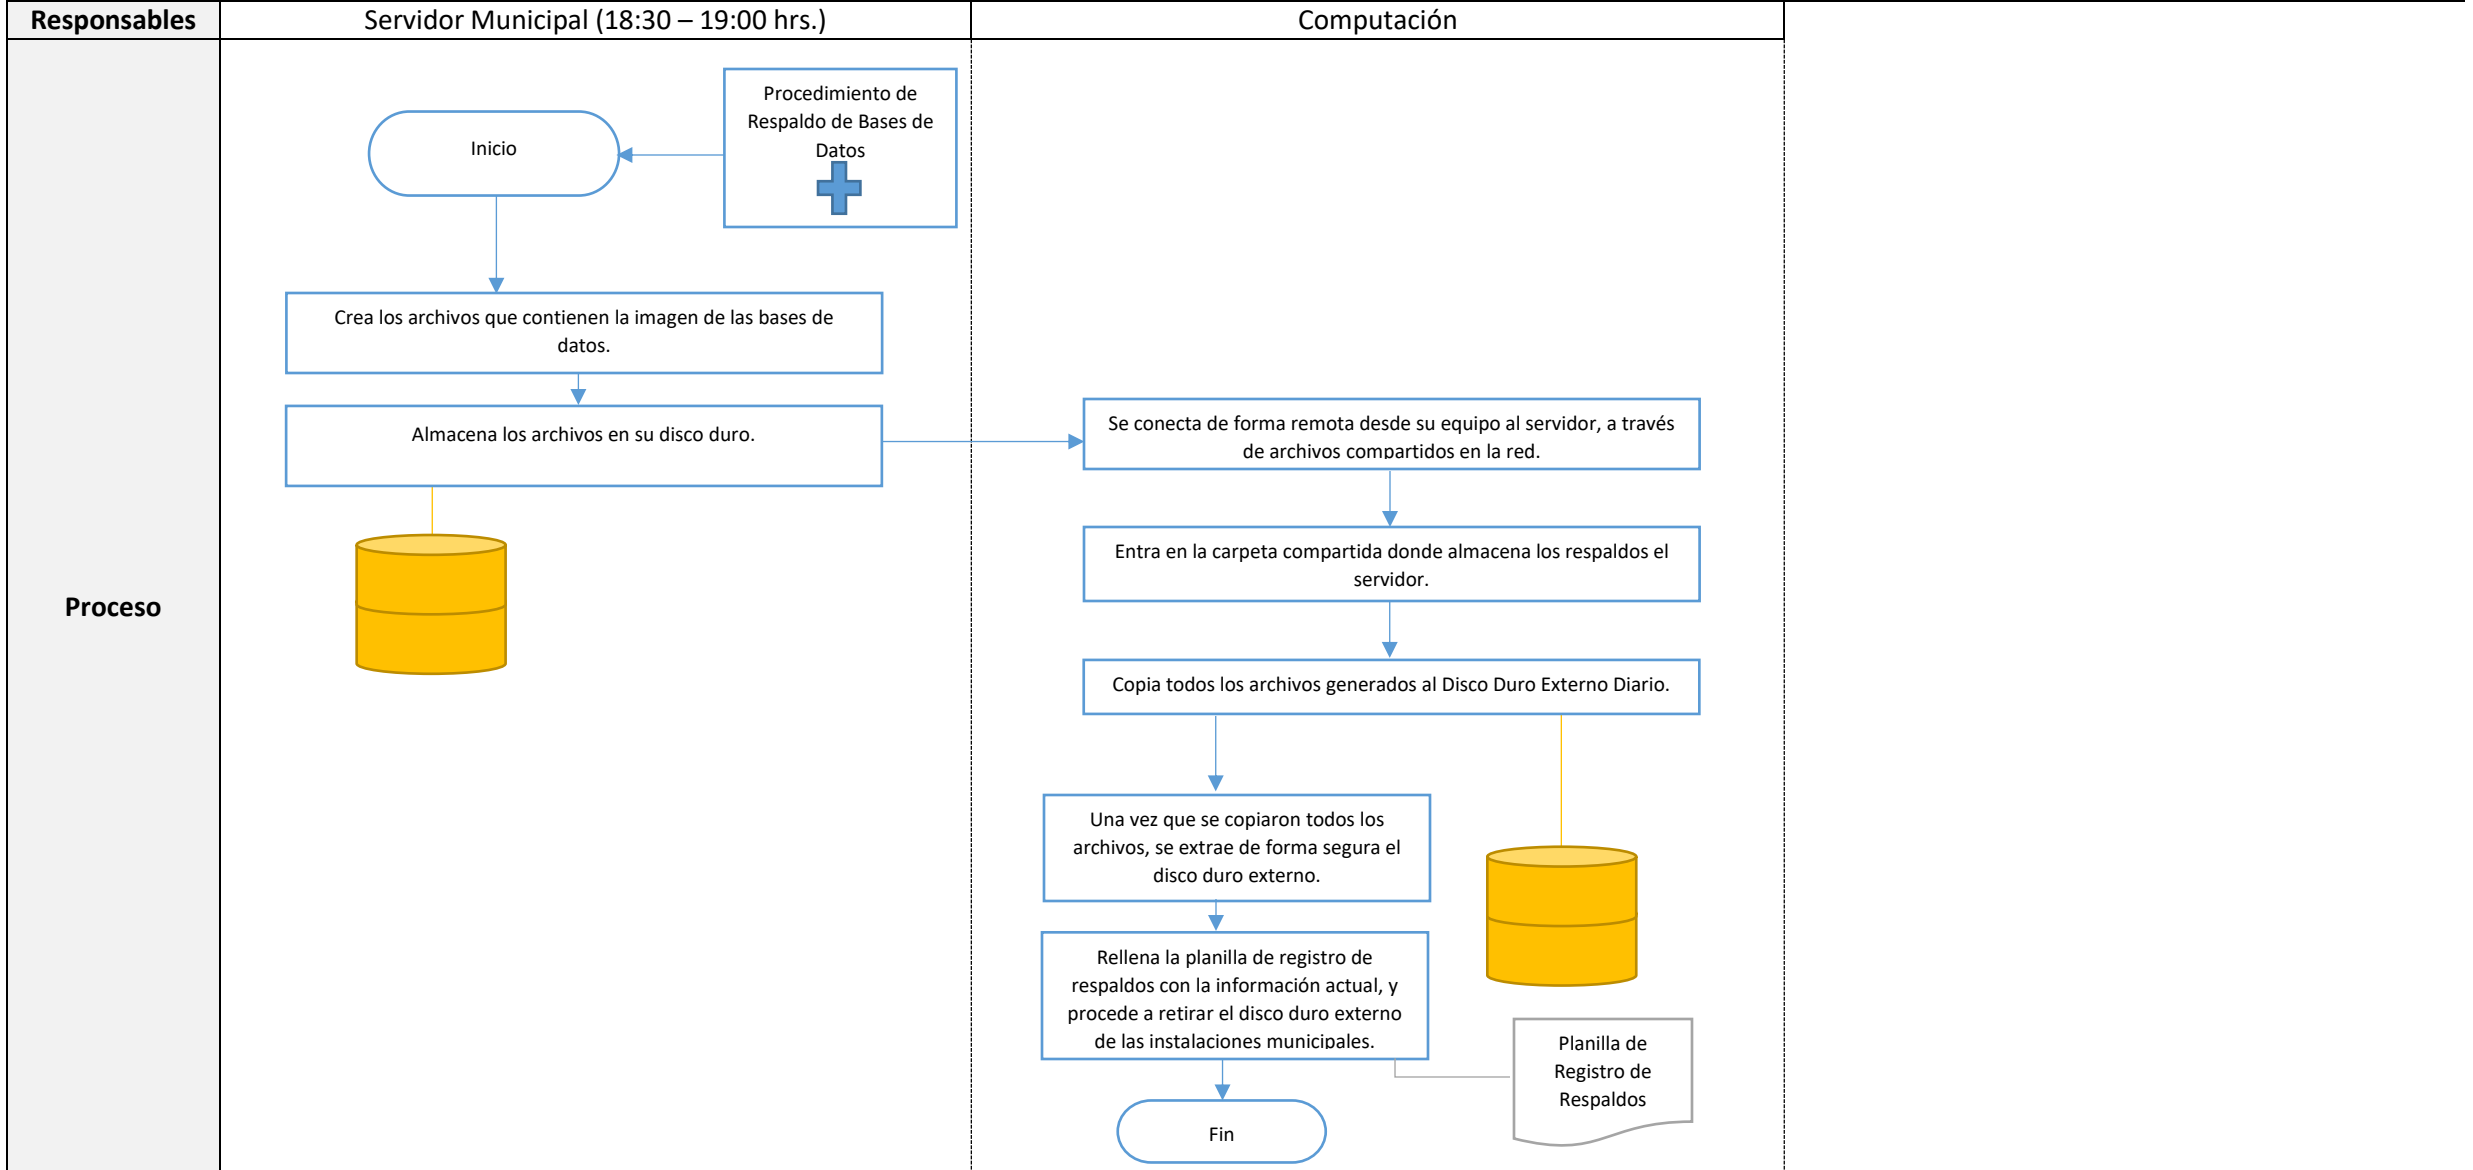 Responsables
Servidor Municipal (18:30 – 19:00 hrs.)
Computación
Proceso
Procedimiento de
Respaldo de Bases de
Datos
Inicio
Crea los archivos que contienen la imagen de las bases de
datos.
Almacena los archivos en su disco duro.
Se conecta de forma remota desde su equipo al servidor, a través
de archivos compartidos en la red.
Entra en la carpeta compartida donde almacena los respaldos el
servidor.
Copia todos los archivos generados al Disco Duro Externo Diario.
Una vez que se copiaron todos los
archivos, se extrae de forma segura el
disco duro externo.
Rellena la planilla de registro de
respaldos con la información actual, y
procede a retirar el disco duro externo
de las instalaciones municipales.
Planilla de
Registro de
Respaldos
Fin